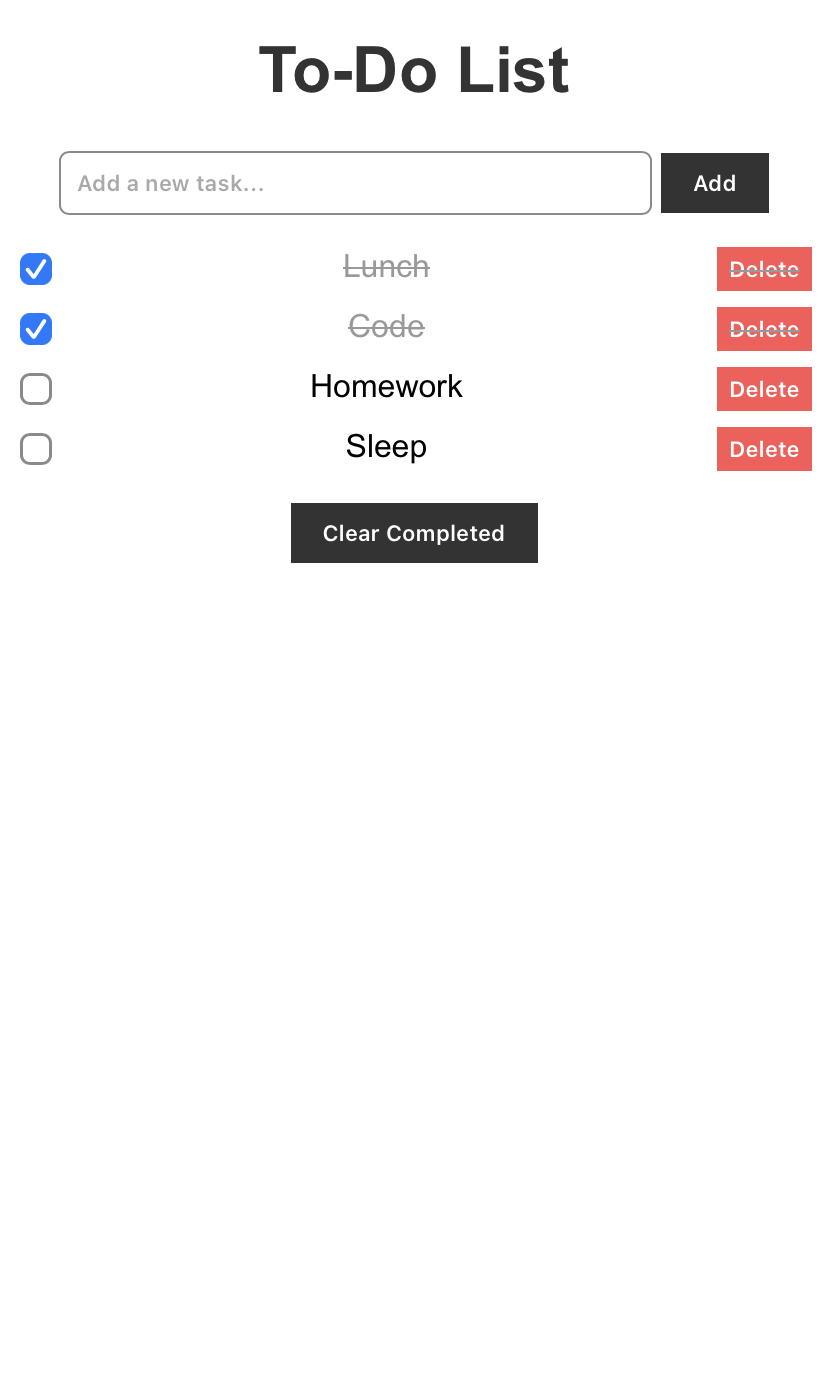 To-Do List
Add a new task... Add
Lunch Delete
Code Delete
Homework Delete
Sleep Delete
Clear Completed